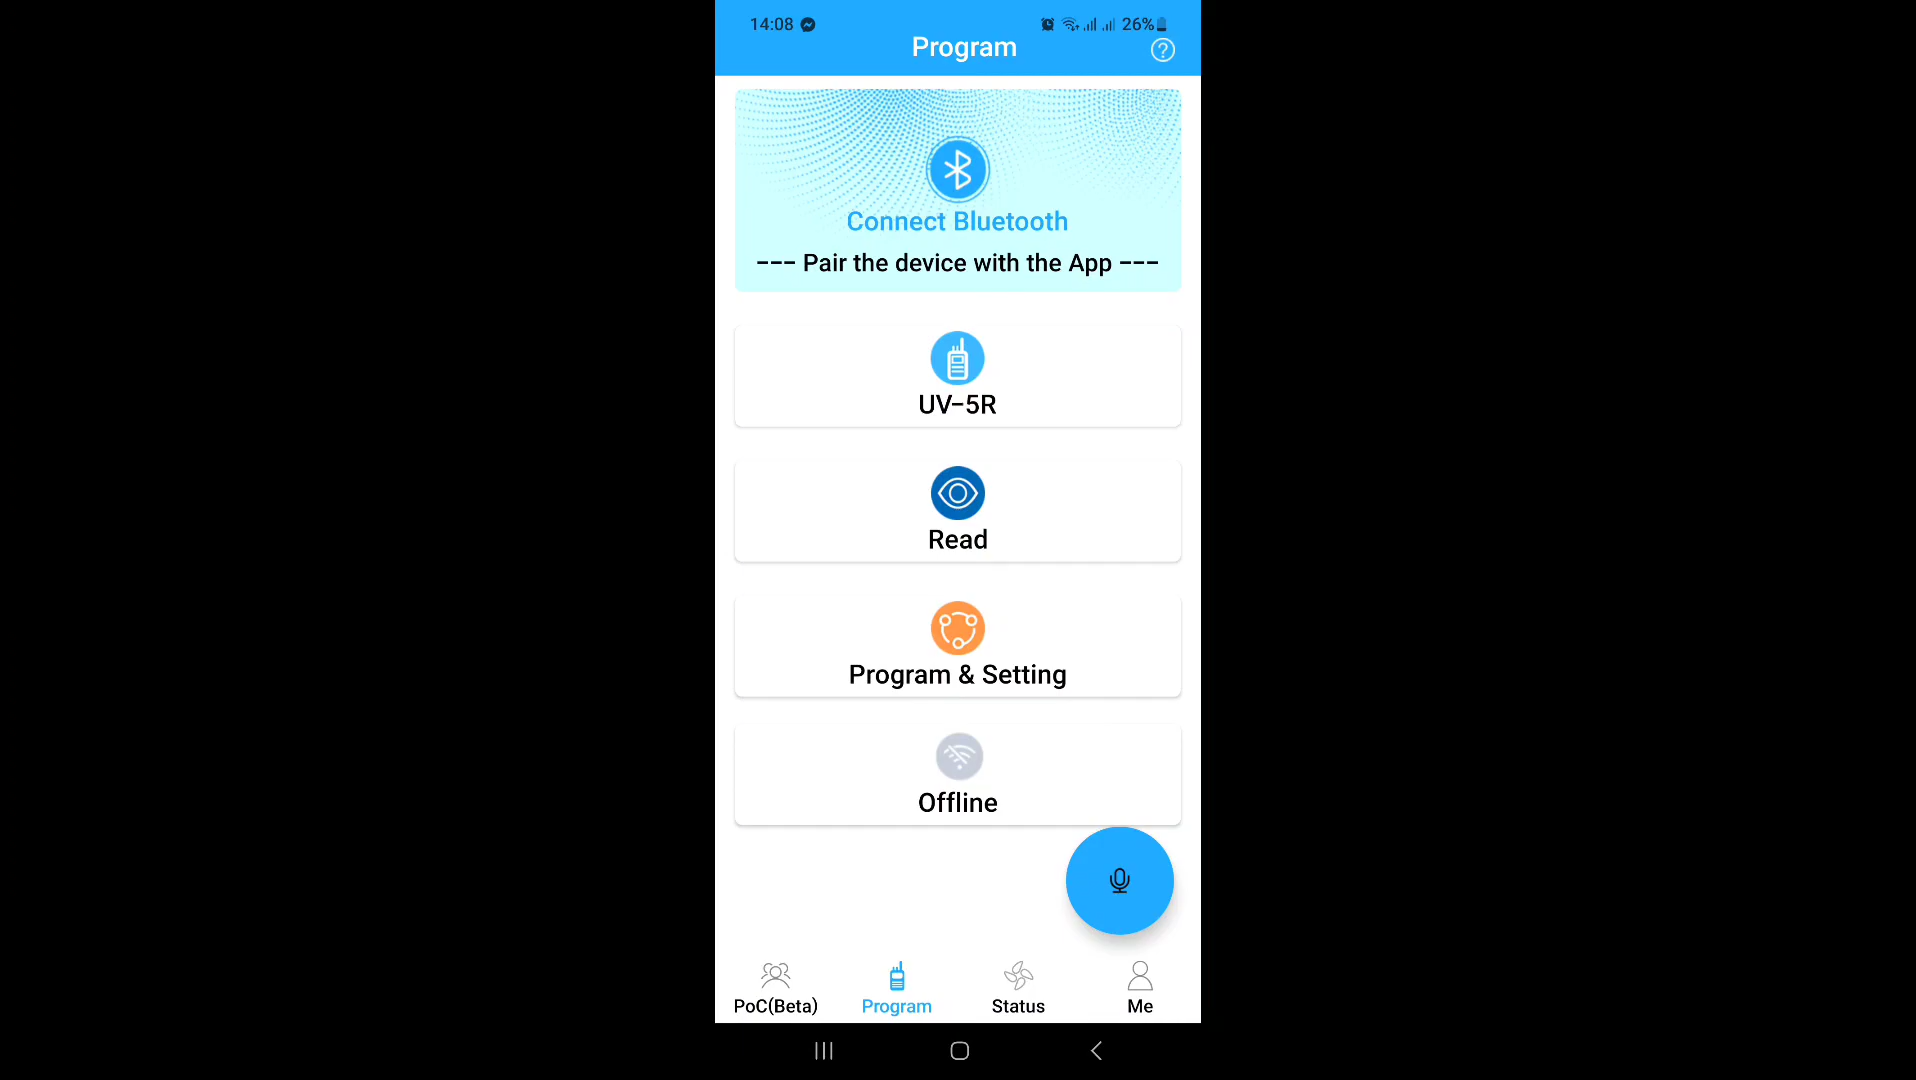 14:08 26%
Program
?
Connect Bluetooth
--- Pair the device with the App ---
UV-5R
Read
Program & Setting
Offline
PoC(Beta) Program Status Me